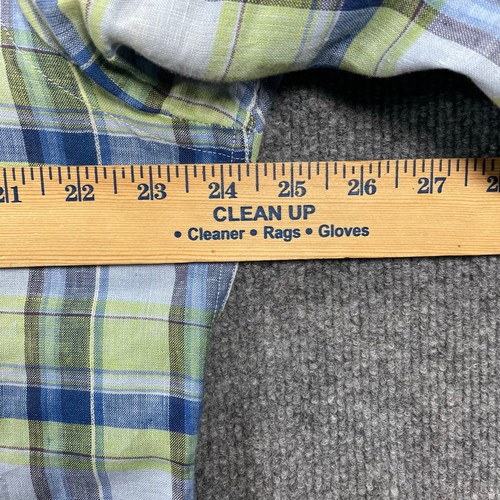 21 22 23 24 25 26 27
CLEAN UP
• Cleaner • Rags • Gloves